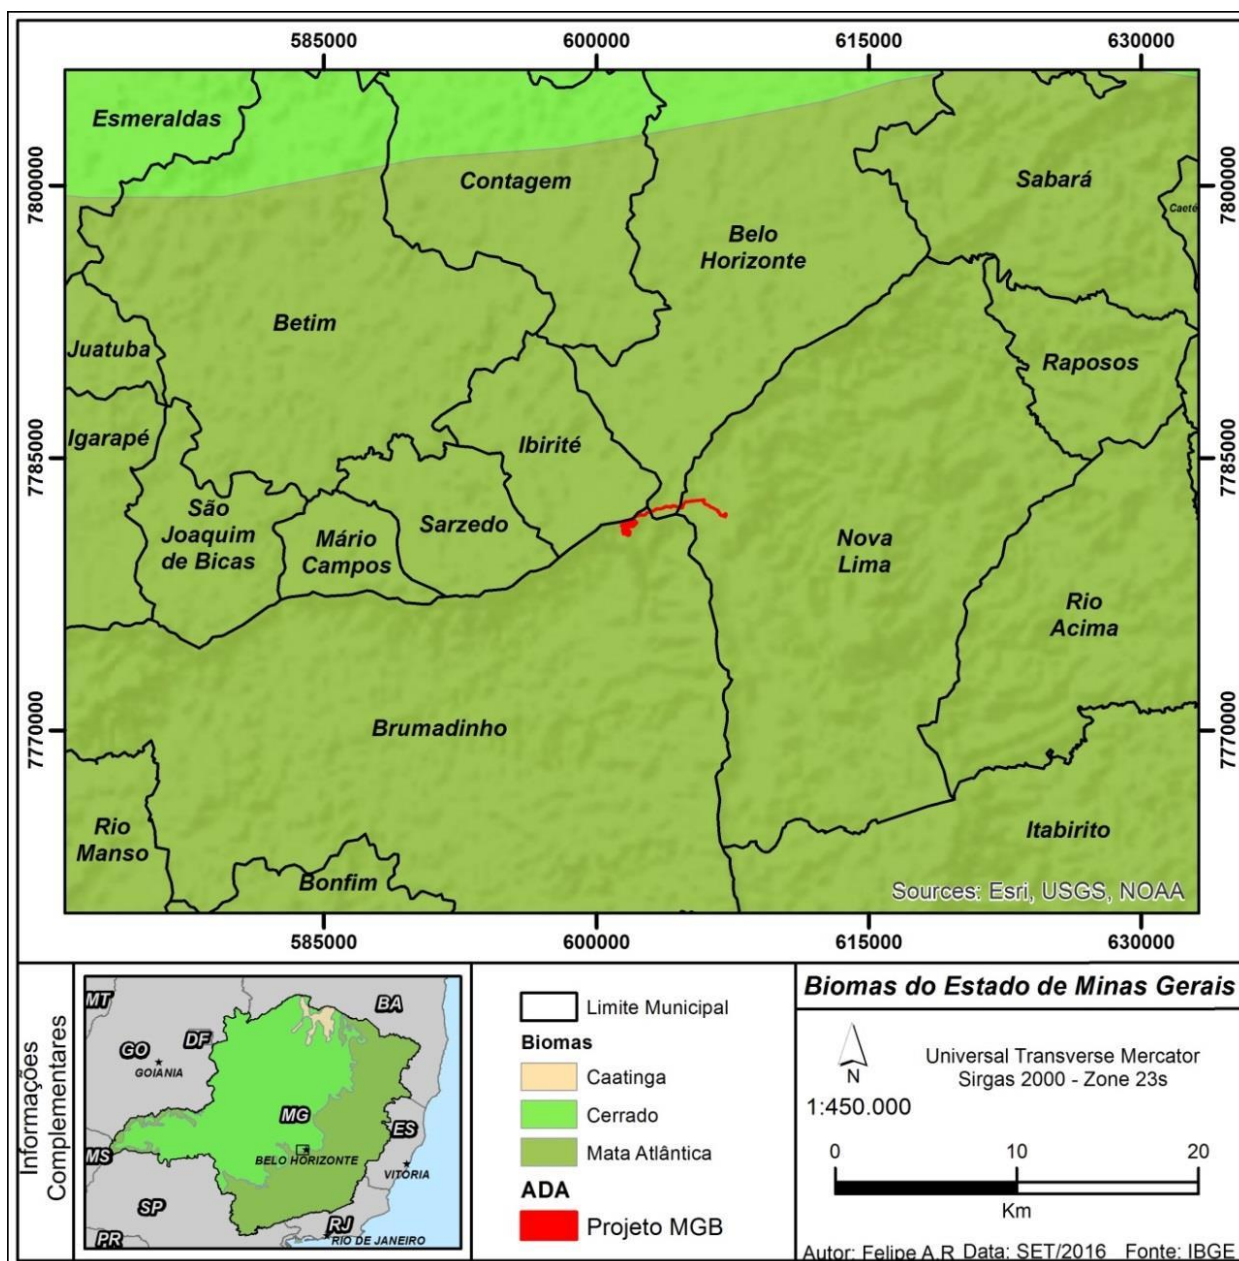 585000
600000
615000
630000
7800000
7785000
7770000
7800000
7785000
7770000
Esmeraldas
Contagem
Sabará
Caeté
Belo
Horizonte
Betim
Juatuba
Raposos
Igarapé
Ibirité
São
Joaquim
de Bicas
Mário
Campos
Sarzedo
Nova
Lima
Rio
Acima
Brumadinho
Rio
Manso
Bonfim
Itabirito
Sources: Esri, USGS, NOAA
585000
600000
615000
630000
Informações
Complementares
MT
BA
DF
GO
GOIANIA
MG
ES
BELO HORIZONTE
MS
VITÓRIA
SP
RJ
RIO DE JANEIRO
PR
Limite Municipal
Biomas
Caatinga
Cerrado
Mata Atlântica
ADA
Projeto MGB
Biomas do Estado de Minas Gerais
N
Universal Transverse Mercator
Sirgas 2000 - Zone 23s
1:450.000
0 10 20
Km
Autor: Felipe A.R Data: SET/2016 Fonte: IBGE